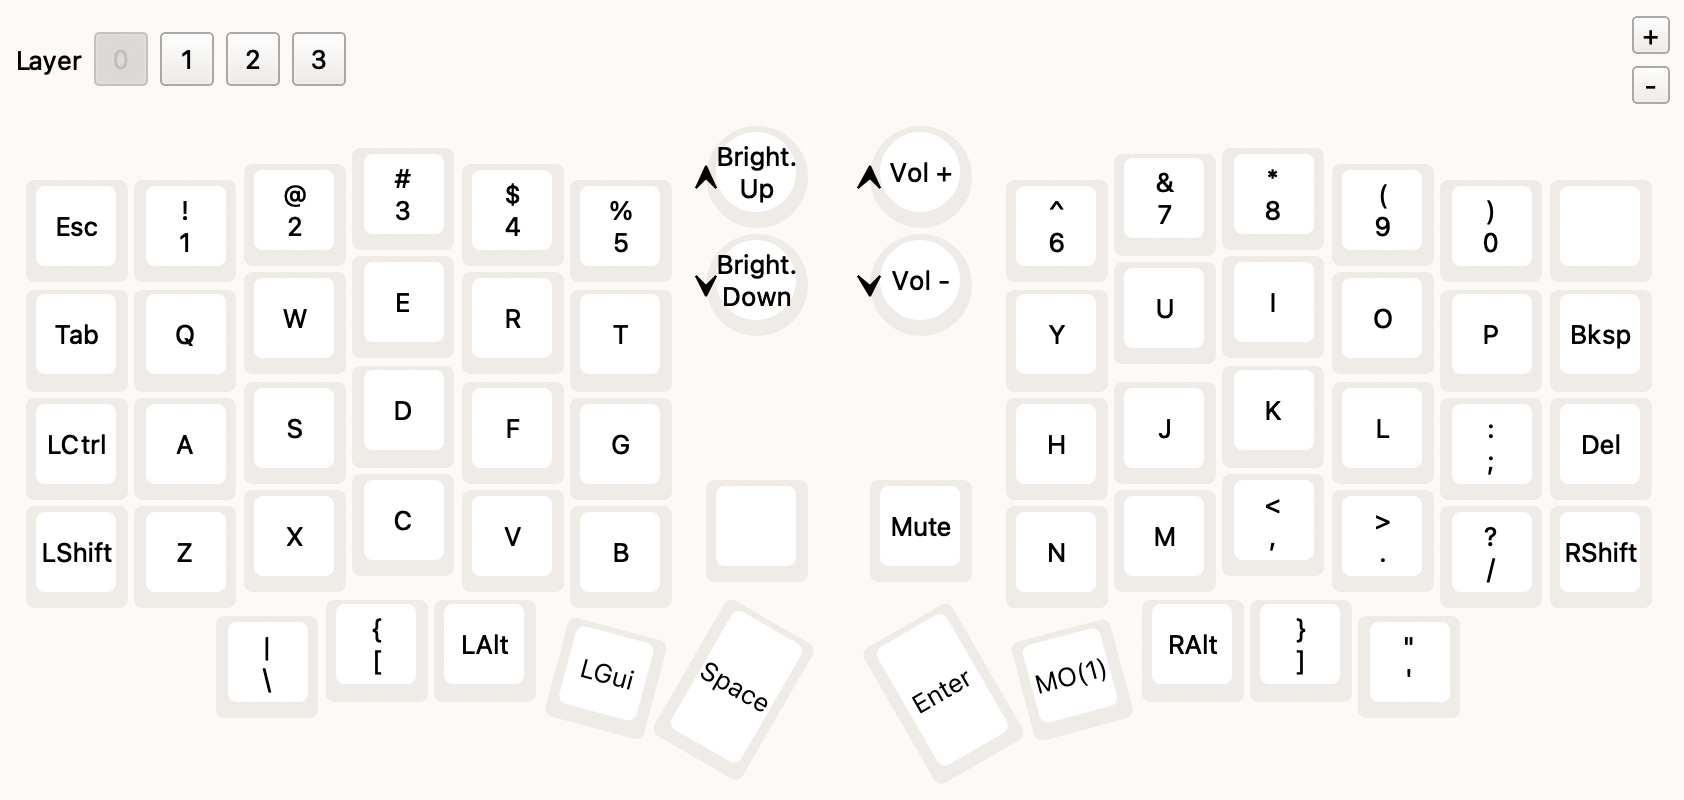 Layer 0 1 2 3
+
-
Esc
!
1
@
2
#
3
$
4
%
5
Bright.
Up
Vol +
^
6
&
7
*
8
(
9
)
0
Tab
Q
W
E
R
T
Bright.
Down
Vol -
Y
U
I
O
P
Bksp
LCtrl
A
S
D
F
G
H
J
K
L
:
;
Del
LShift
Z
X
C
V
B
Mute
N
M
<
,
>
.
?
/
RShift
|
\
{
[
LAlt
LGui
Space
Enter
MO(1)
RAlt
}
]
"
'